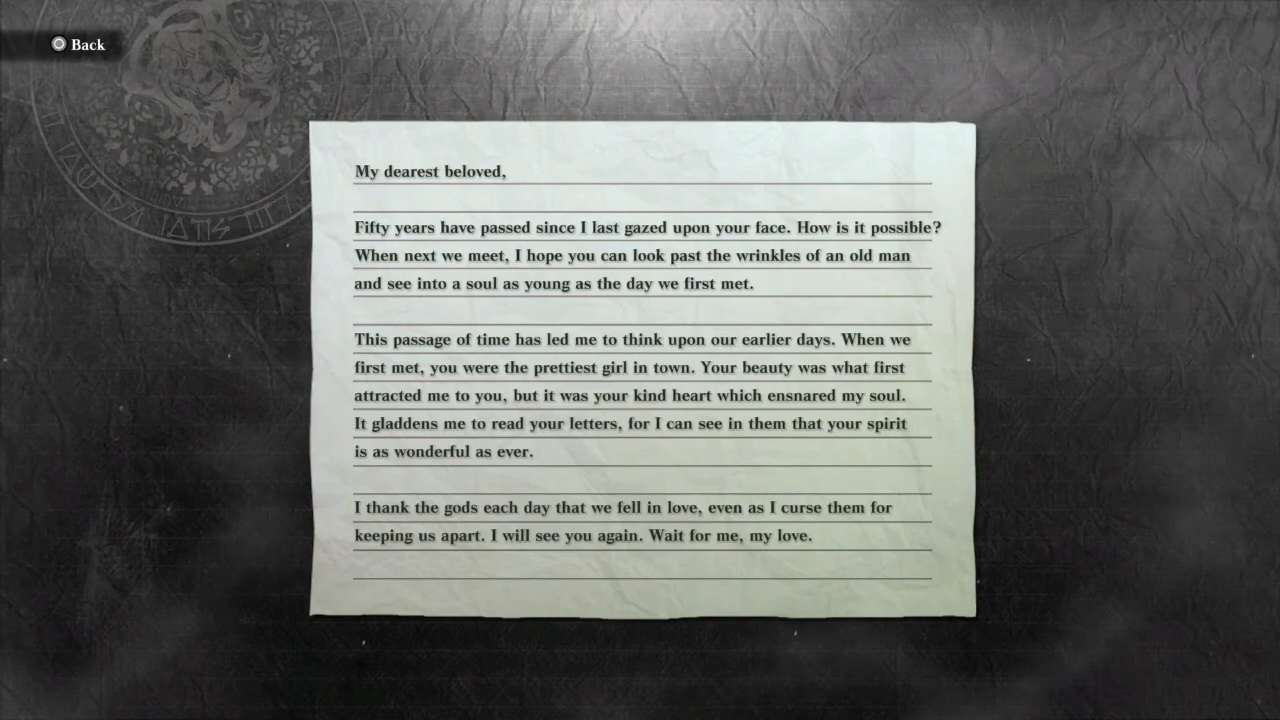 Back
My dearest beloved,
Fifty years have passed since I last gazed upon your face. How is it possible?
When next we meet, I hope you can look past the wrinkles of an old man
and see into a soul as young as the day we first met.
This passage of time has led me to think upon our earlier days. When we
first met, you were the prettiest girl in town. Your beauty was what first
attracted me to you, but it was your kind heart which ensnared my soul.
It gladdens me to read your letters, for I can see in them that your spirit
is as wonderful as ever.
I thank the gods each day that we fell in love, even as I curse them for
keeping us apart. I will see you again. Wait for me, my love.